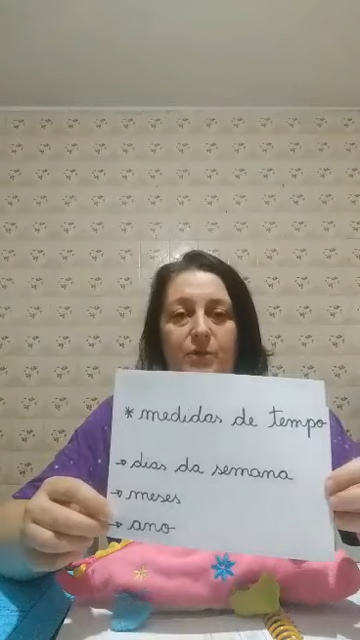 * medidas de tempo
→ dias da semana
→ meses
→ ano